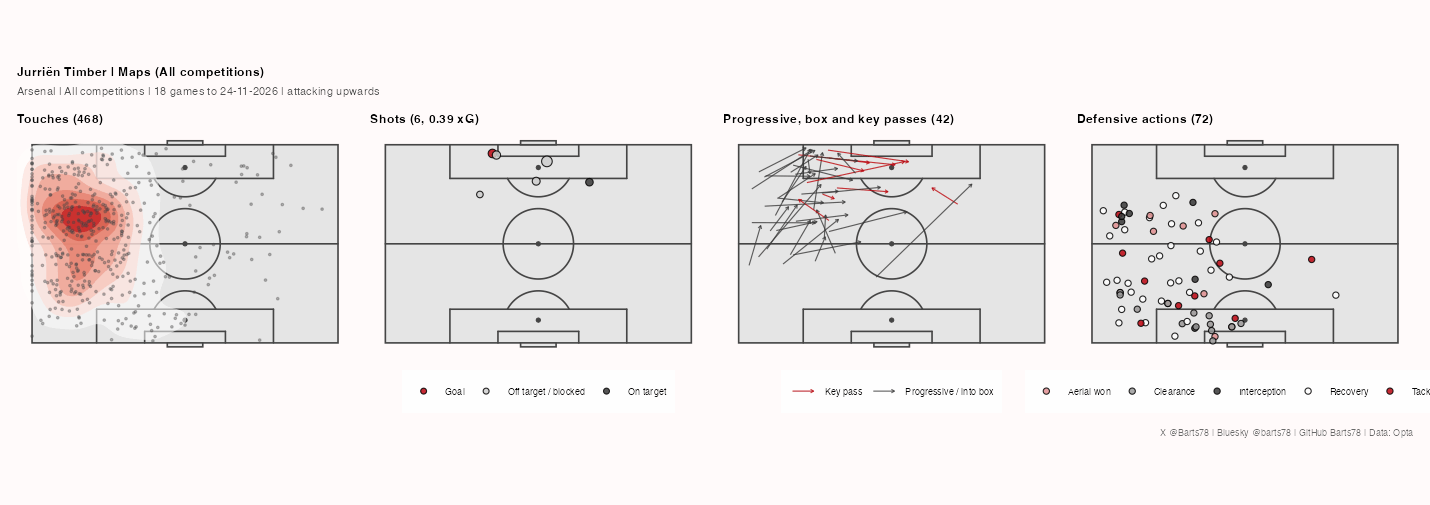 Jurriën Timber | Maps (All competitions)
Arsenal | All competitions | 18 games to 24-11-2026 | attacking upwards
Touches (468)
Shots (6, 0.39 xG)
Progressive, box and key passes (42)
Defensive actions (72)
Goal
Off target / blocked
On target
Key pass
Progressive / into box
Aerial won
Clearance
Interception
Recovery
Tack
X @Barts78 | Bluesky @barts78 | GitHub Barts78 | Data: Opta